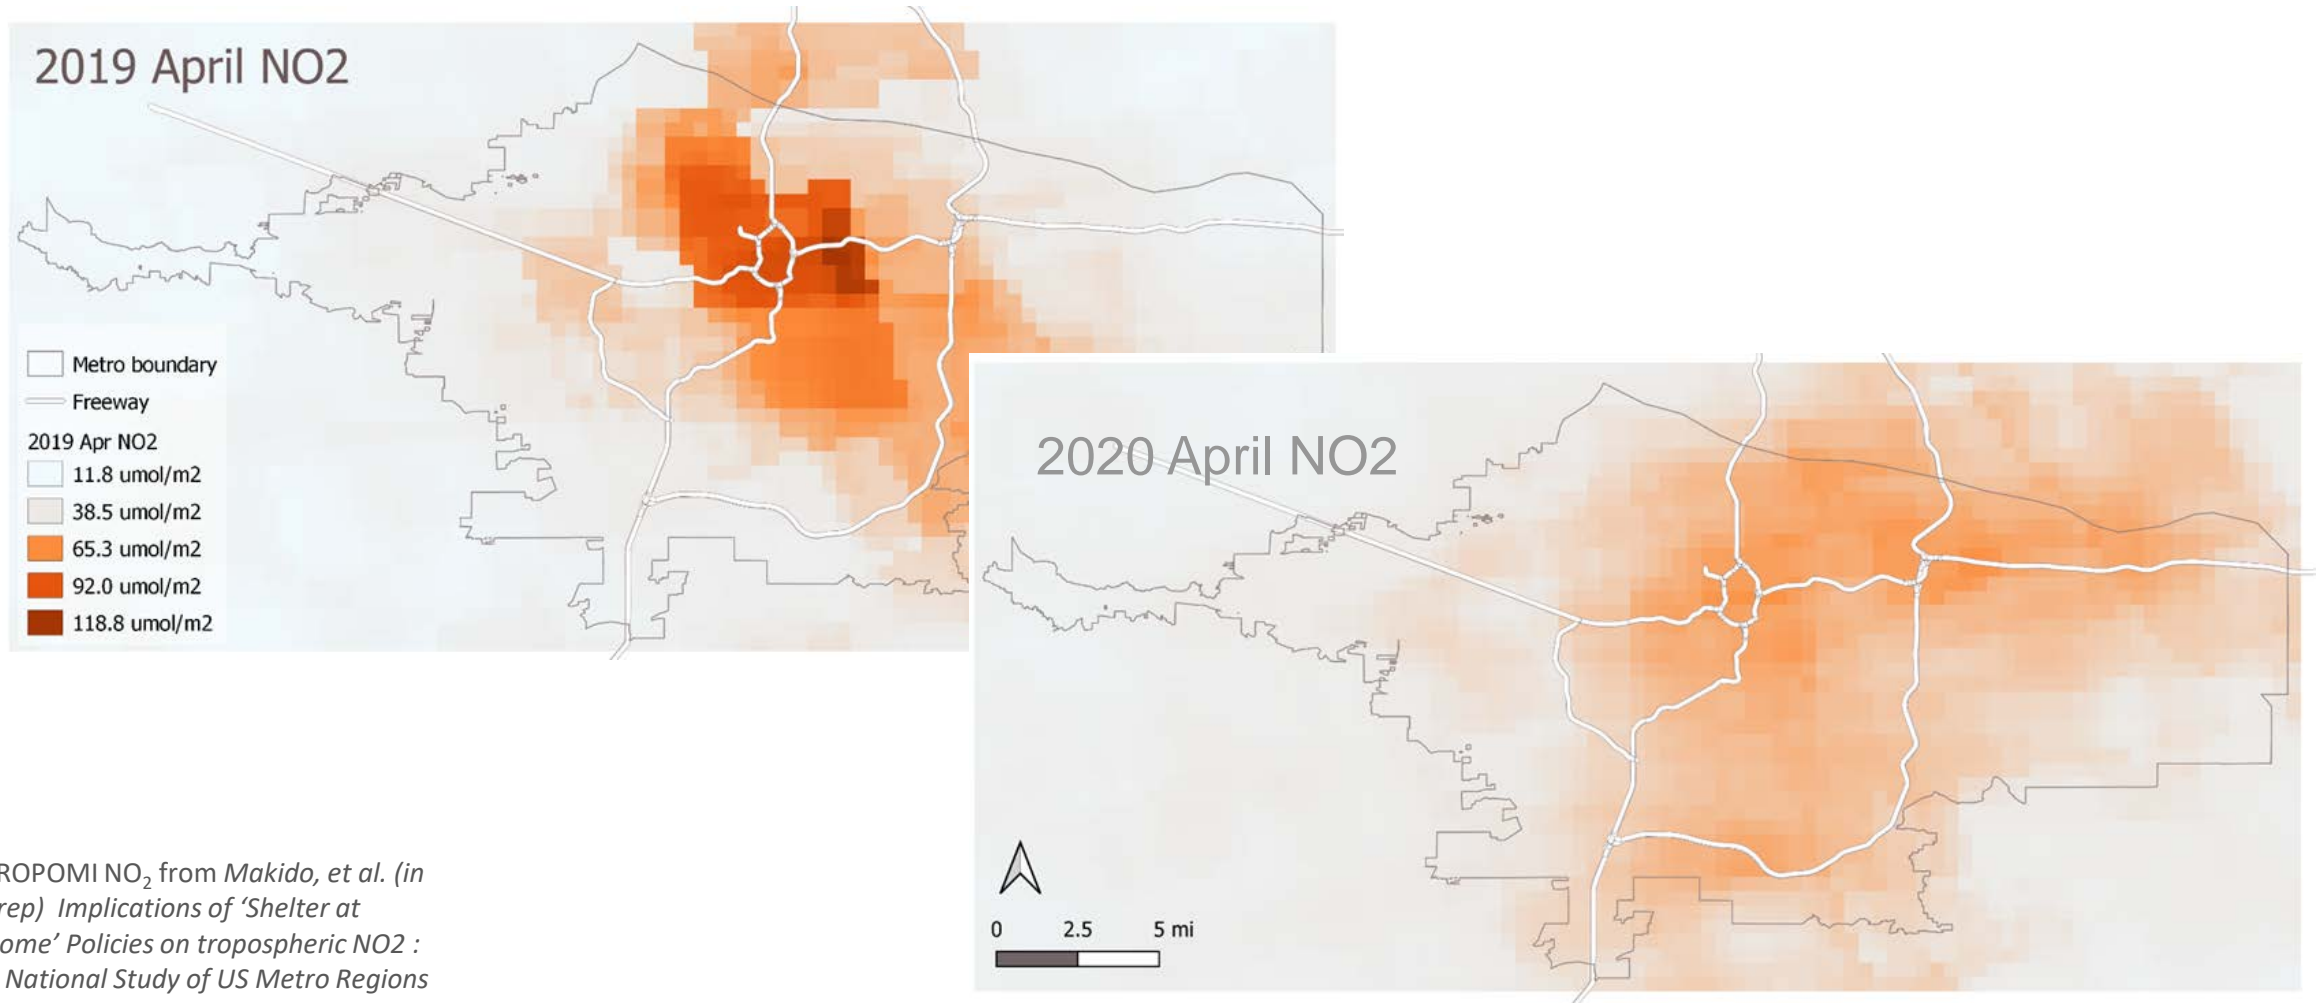 2019 April NO2
Metro boundary
Freeway
2019 Apr NO2
11.8 umol/m2
38.5 umol/m2
65.3 umol/m2
92.0 umol/m2
118.8 umol/m2
2020 April NO2
0 2.5 5 mi
ROPOMI NO₂ from Makido, et al. (in
rep) Implications of ‘Shelter at
ome’ Policies on tropospheric NO2 :
National Study of US Metro Regions